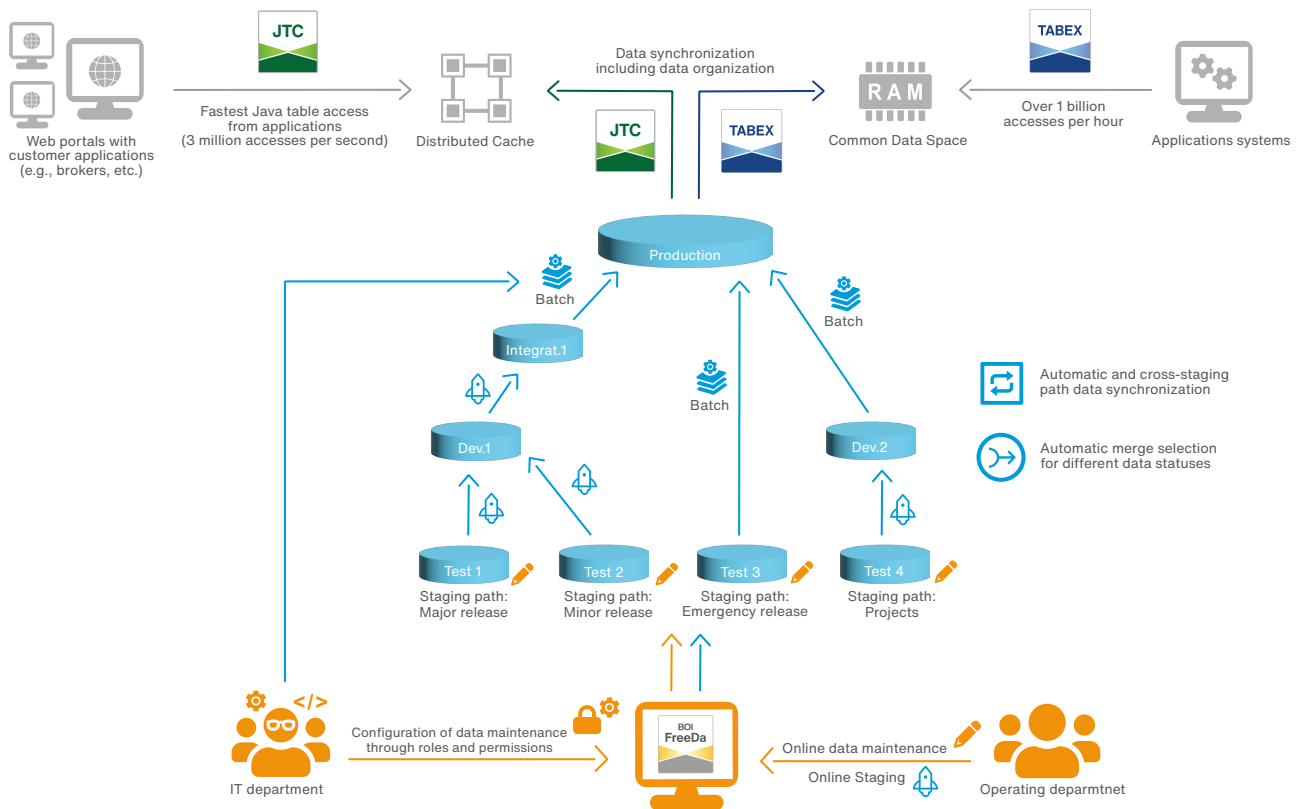 JTC
TABEX
Data synchronization
including data organization
RAM
Fastest Java table access
from applications
(3 million accesses per second)
Over 1 billion
accesses per hour
JTC
TABEX
Web portals with
customer applications
(e.g., brokers, etc.)
Distributed Cache
Common Data Space
Applications systems
Production
Batch
Batch
Integrat.1
Batch
Automatic and cross-staging
path data synchronization
Dev.1
Dev.2
Automatic merge selection
for different data statuses
Test 1
Test 2
Test 3
Test 4
Staging path:
Major release
Staging path:
Minor release
Staging path:
Emergency release
Staging path:
Projects
</>
Configuration of data maintenance
through roles and permissions
BOI
FreeDa
Online data maintenance
Online Staging
IT department
Operating deparmtnet